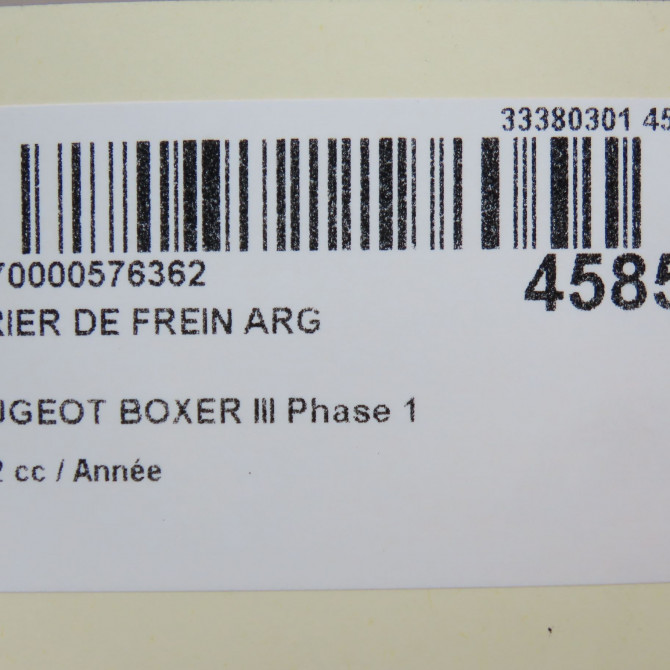 33380301 45
70000576362
4585
RIER DE FREIN ARG
UGEOT BOXER III Phase 1
2 cc / Année